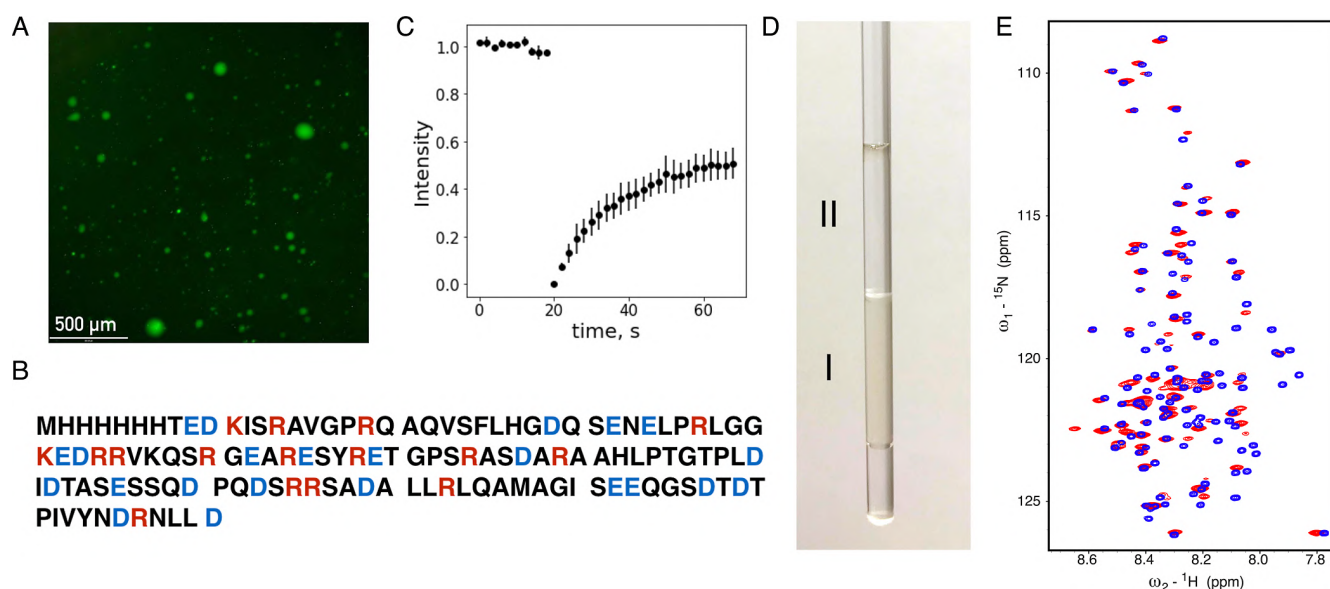 A
500 µm
B
MHHHHHHTED KISRAVGPRQ AQVSFLHGDQ SENELPRLGG
KEDRRVKQSR GEARESYRET GPSRASDARA AHLPTGTPLD
IDTASESSQD PQDSRRSADA LLRLQAMAGI SEEQGSDTDT
PIVYNDRNLL D
C
1.0
0.8
0.6
0.4
0.2
0.0
Intensity
0
20
40
60
time, s
D
II
I
E
110
115
120
125
ω₁ - ¹⁵N (ppm)
8.6
8.4
8.2
8.0
7.8
ω₂ - ¹H (ppm)